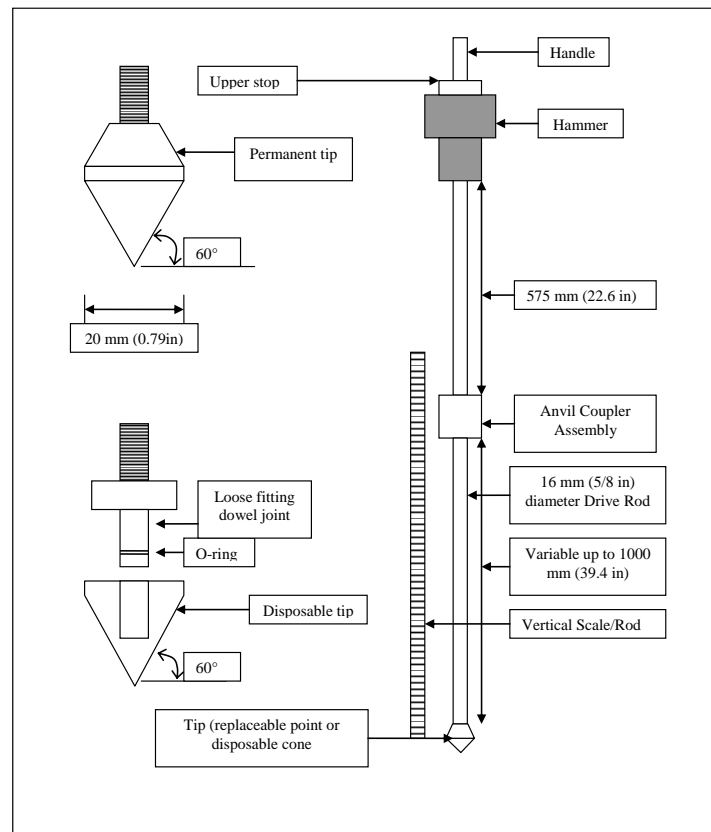 Handle
Upper stop
Hammer
Permanent tip
60°
575 mm (22.6 in)
20 mm (0.79in)
Anvil Coupler
Assembly
Loose fitting
dowel joint
16 mm (5/8 in)
diameter Drive Rod
O-ring
Variable up to 1000
mm (39.4 in)
Disposable tip
Vertical Scale/Rod
60°
Tip (replaceable point or
disposable cone